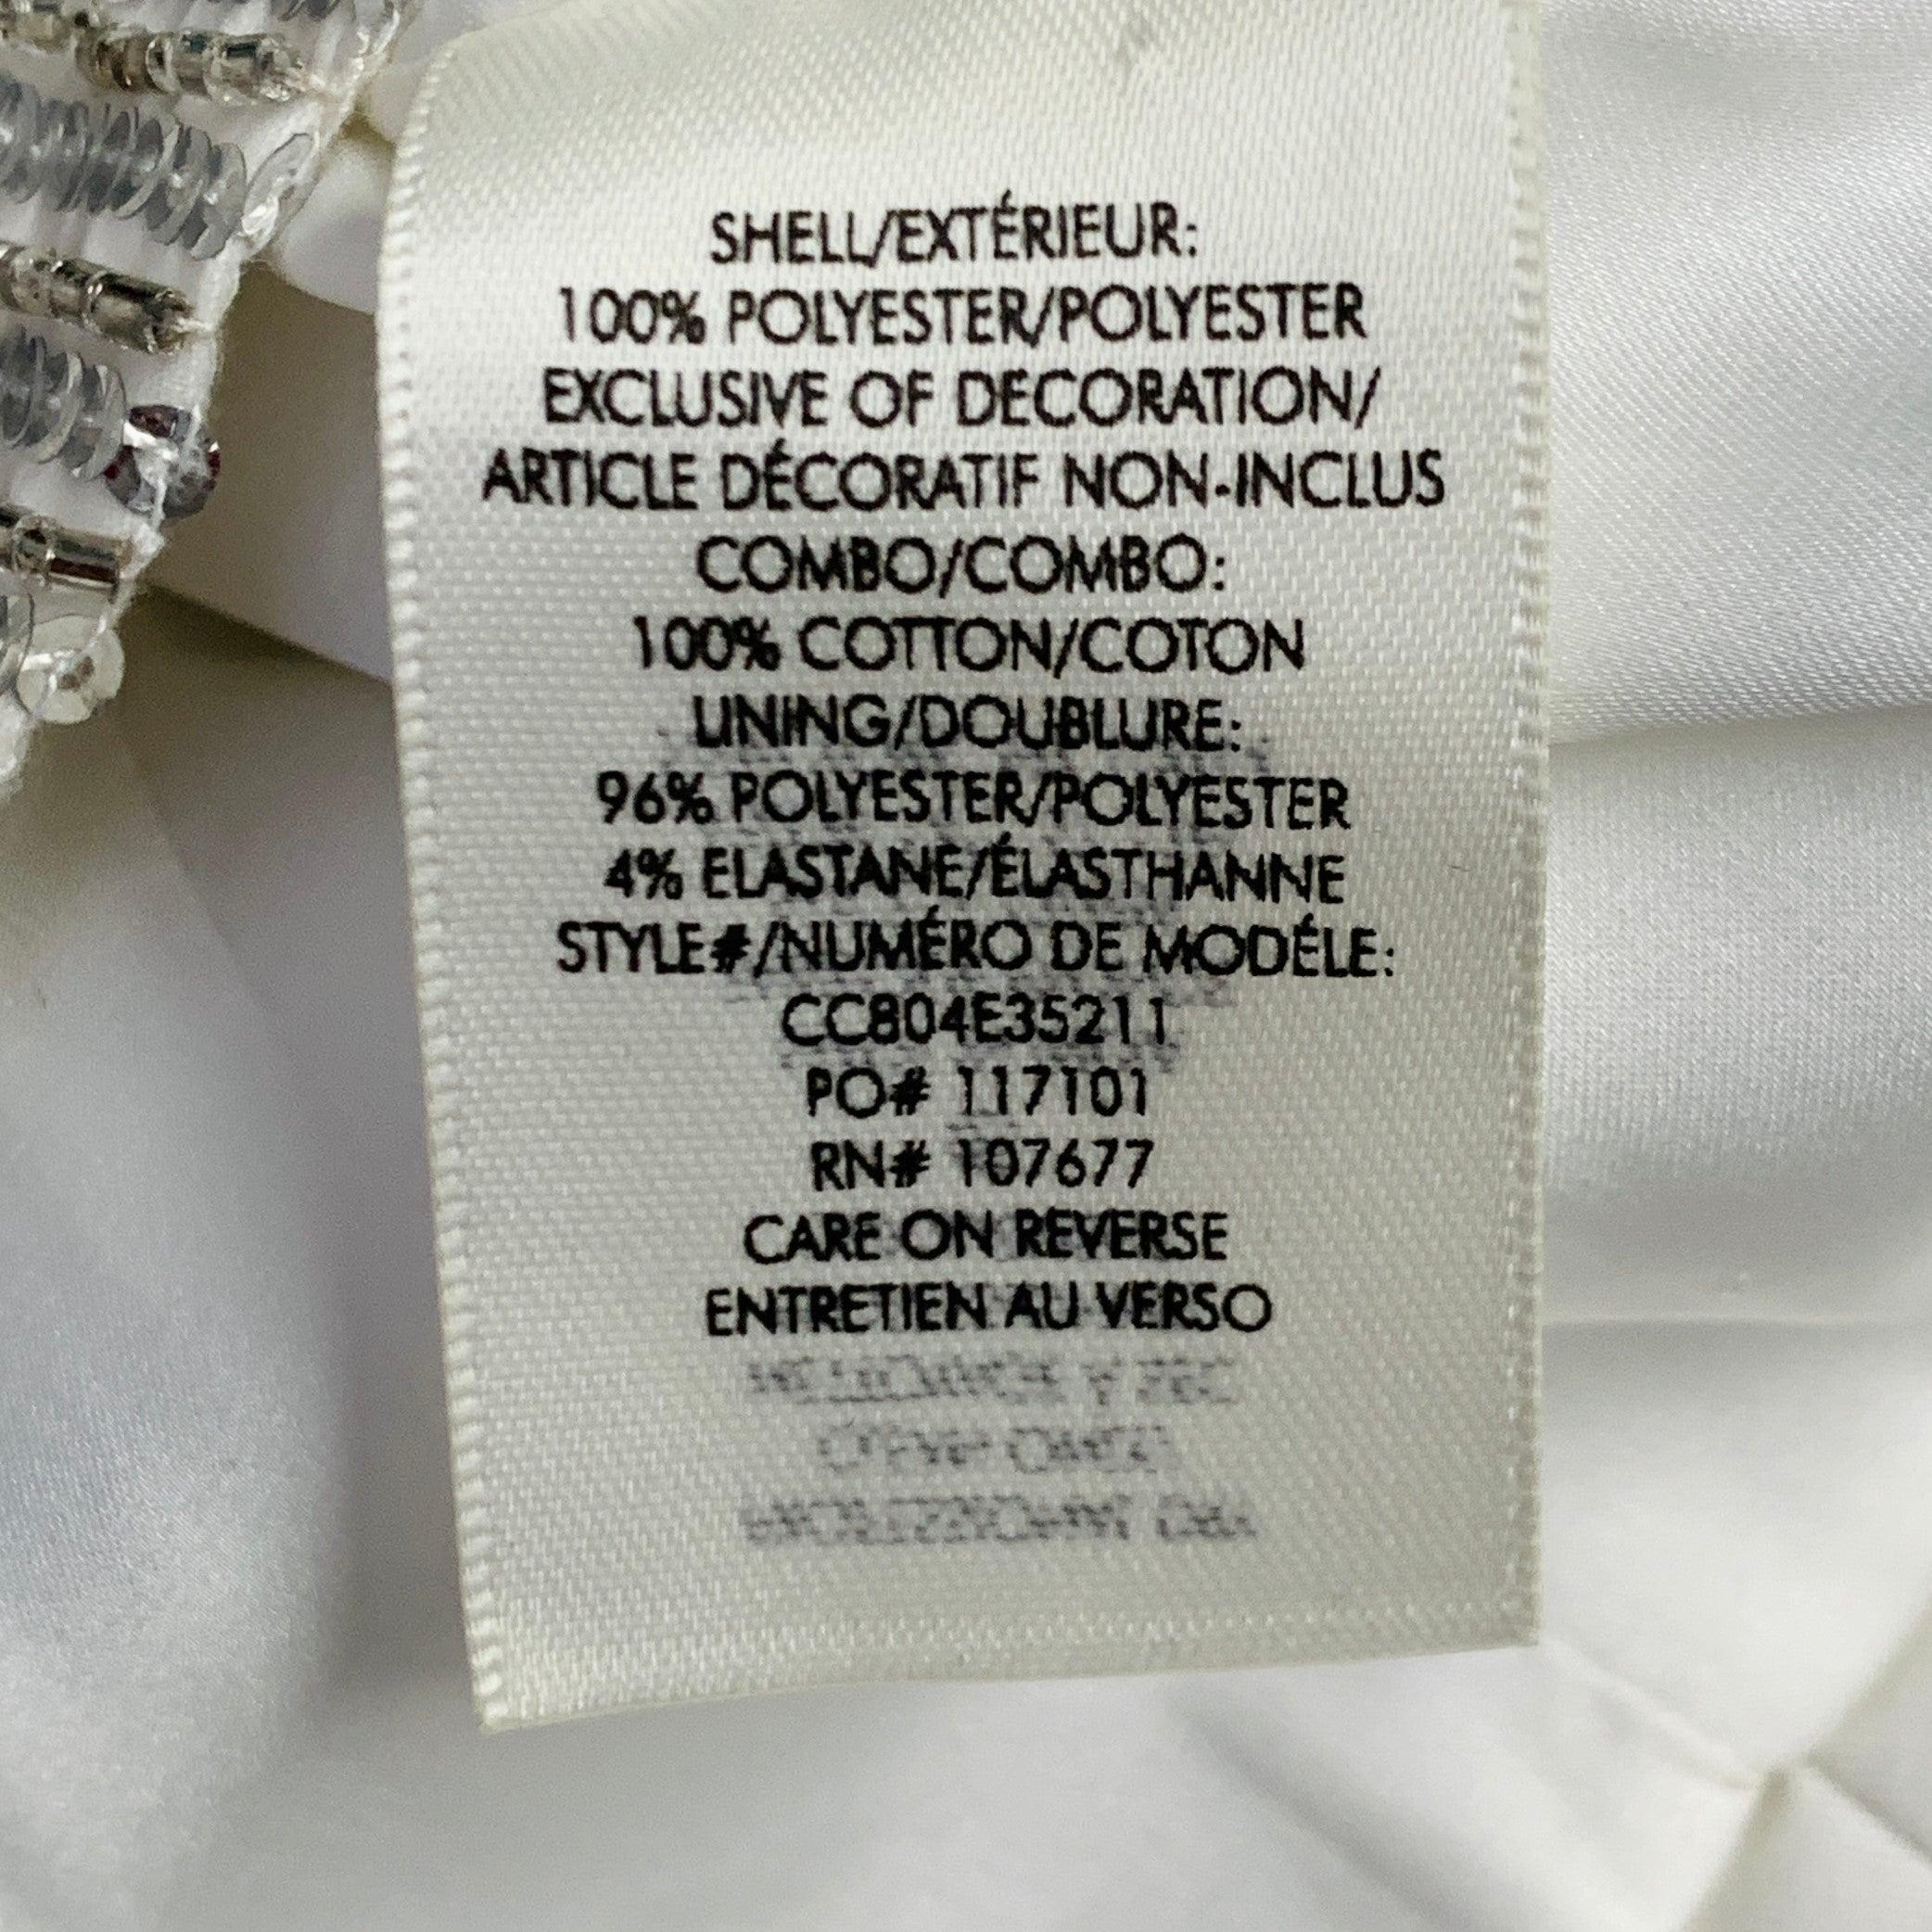 SHELL/EXTÉRIEUR:
100% POLYESTER/POLYESTER
EXCLUSIVE OF DECORATION/
ARTICLE DÉCORATIF NON-INCLUS
COMBO/COMBO:
100% COTTON/COTON
LINING/DOUBLURE:
96% POLYESTER/POLYESTER
4% ELASTANE/ÉLASTHANNE
STYLE#/NUMÉRO DE MODÉLE:
CC804E35211
PO# 117101
RN# 107677
CARE ON REVERSE
ENTRETIEN AU VERSO